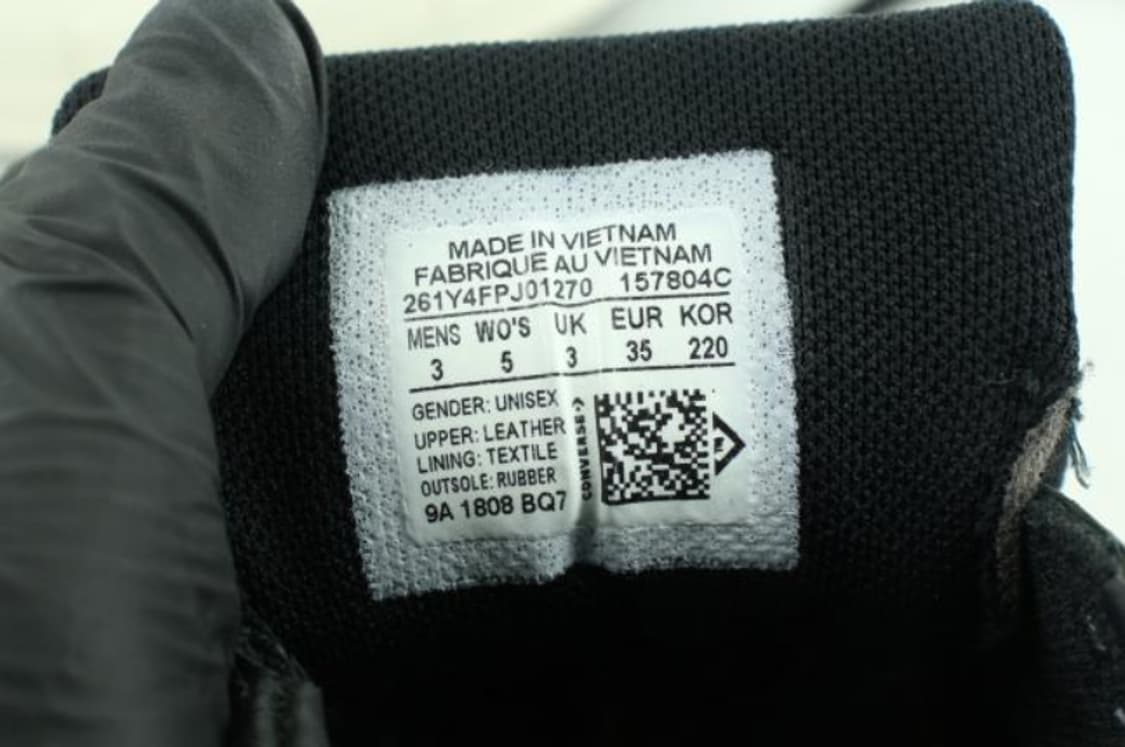 MADE IN VIETNAM
FABRIQUE AU VIETNAM
261Y4FPJ01270 157804C
MENS WO'S UK EUR KOR
3 5 3 35 220
GENDER: UNISEX
UPPER: LEATHER
LINING: TEXTILE
OUTSOLE: RUBBER
9A 1808 BQ7
CONVERSE